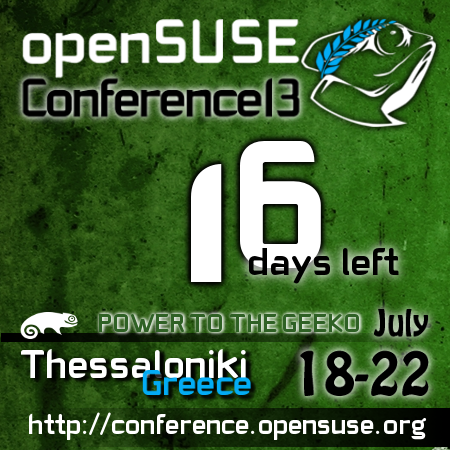 openSUSE
Conference13
16
days left
POWER TO THE GEEKO July
Thessaloniki
Greece
18-22
http://conference.opensuse.org